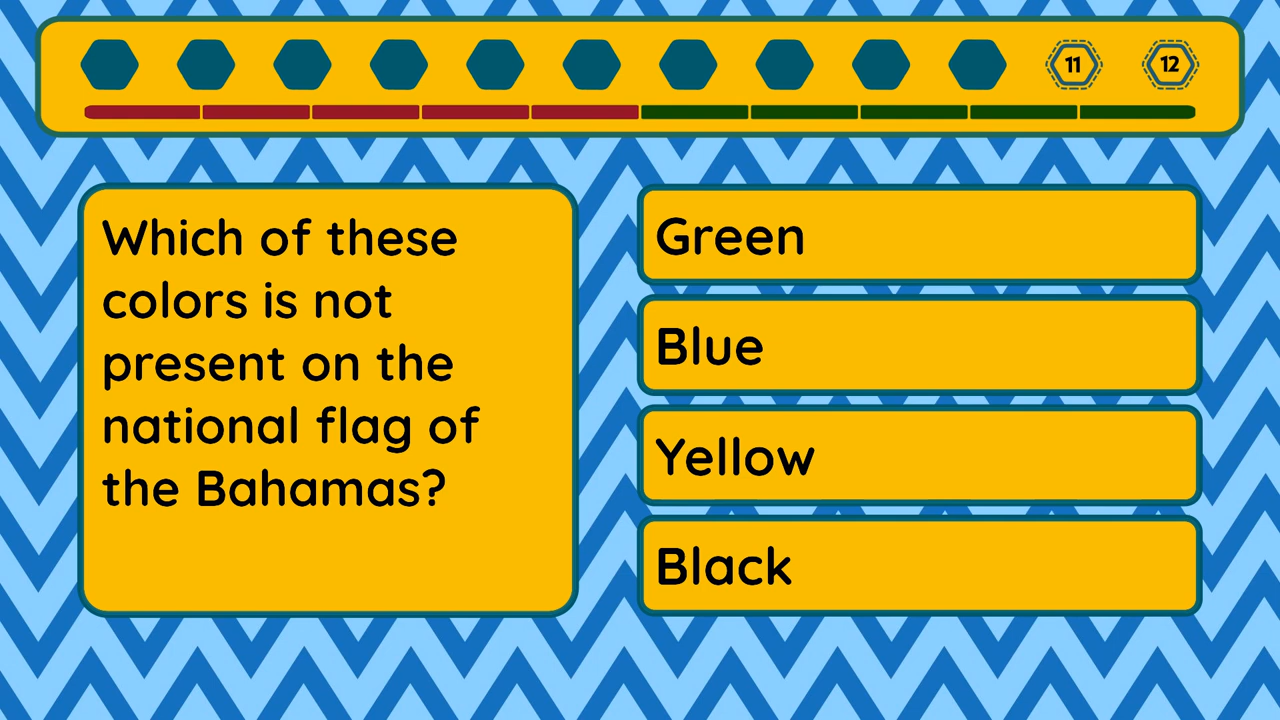 11 12
Which of these
colors is not
present on the
national flag of
the Bahamas?
Green
Blue
Yellow
Black